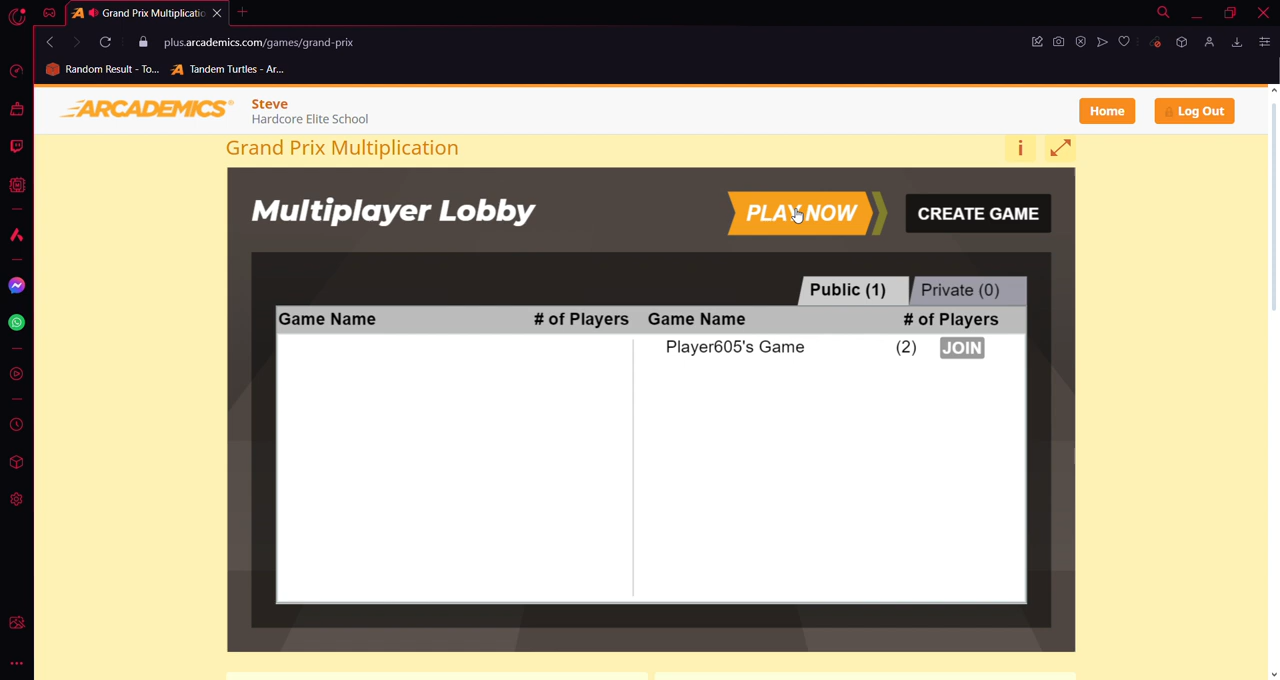 Grand Prix Multiplicatio
plus.arcademics.com/games/grand-prix
Random Result - To... Tandem Turtles - Ar...
ARCADEMICS
Steve
Hardcore Elite School
Home Log Out
Grand Prix Multiplication
i
Multiplayer Lobby PLAY NOW CREATE GAME
Public (1) Private (0)
Game Name # of Players Game Name # of Players
Player605's Game (2) JOIN